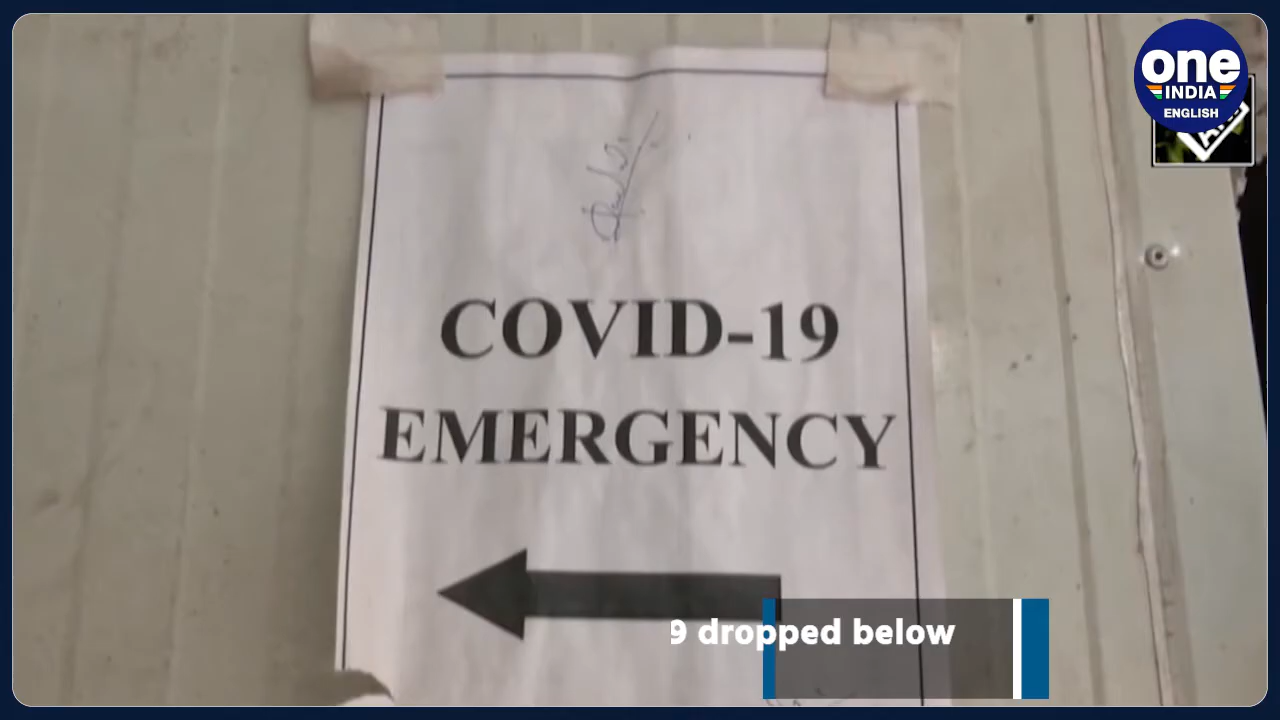 one
INDIA
ENGLISH
COVID-19
EMERGENCY
9 dropped below